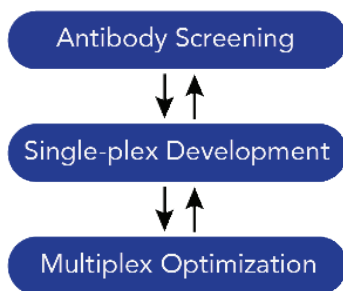 Antibody Screening
Single-plex Development
Multiplex Optimization